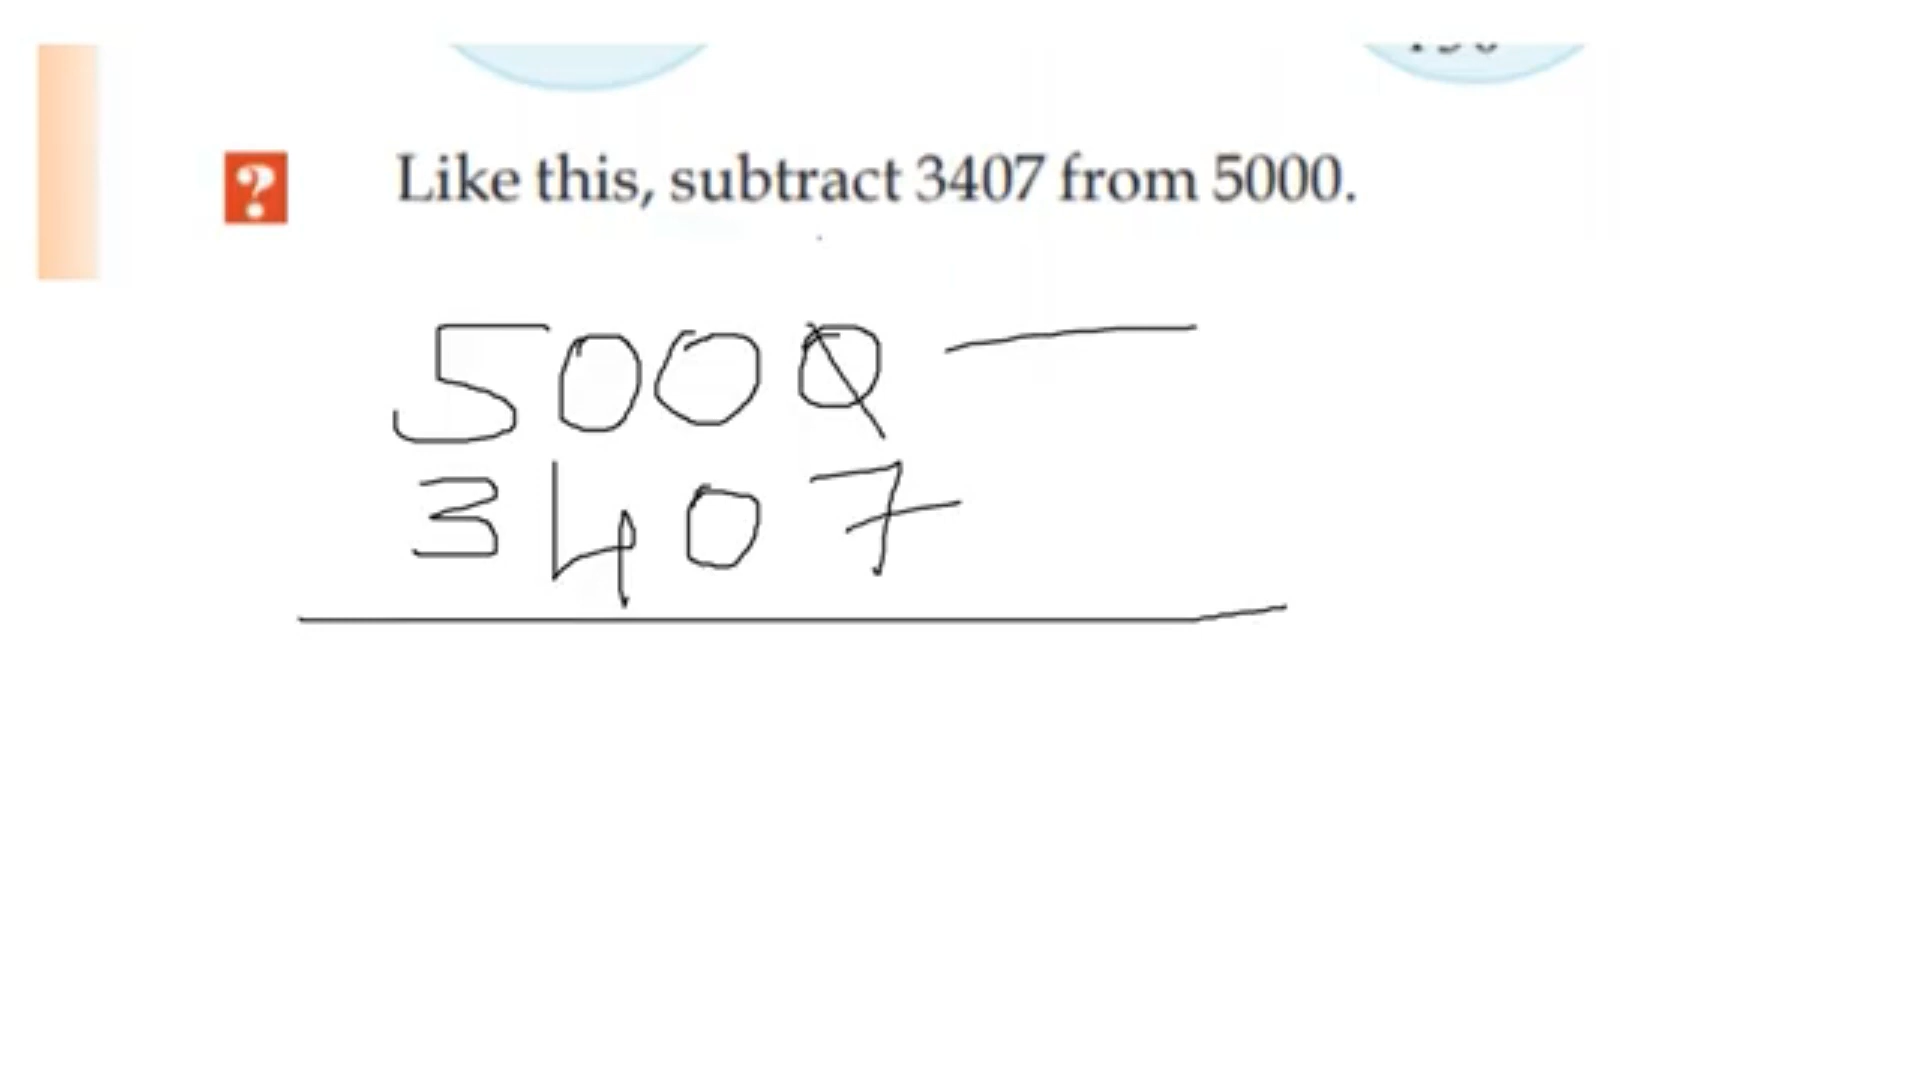 ? Like this, subtract 3407 from 5000.
5000 —
3407